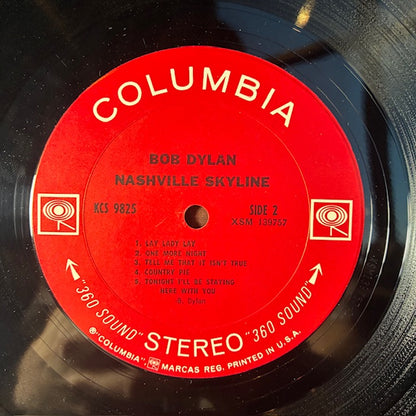 COLUMBIA
BOB DYLAN
NASHVILLE SKYLINE
KCS 9825
SIDE 2
XSM 139757
1. LAY LADY LAY
2. ONE MORE NIGHT
3. TELL ME THAT IT ISN'T TRUE
4. COUNTRY PIE
5. TONIGHT I'LL BE STAYING
HERE WITH YOU
B. Dylan
"360 SOUND" STEREO "360 SOUND"
℗ "COLUMBIA", MARCAS REG. PRINTED IN U.S.A.